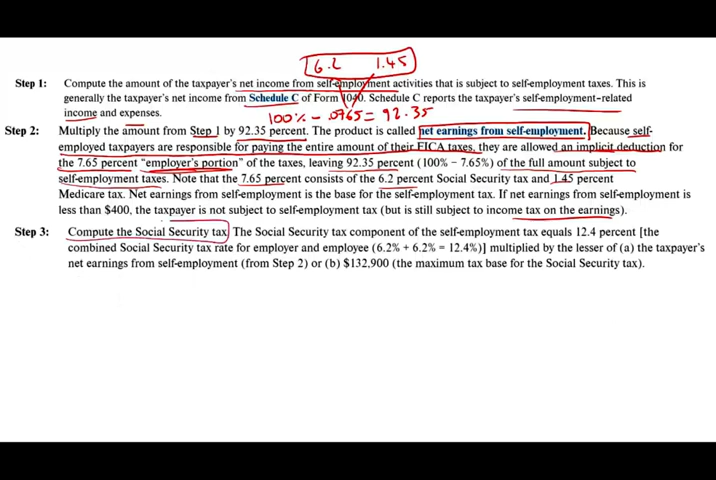 6.2 1.45
Step 1: Compute the amount of the taxpayer's net income from self-employment activities that is subject to self-employment taxes. This is
generally the taxpayer's net income from Schedule C of Form 1040. Schedule C reports the taxpayer's self-employment-related
100% - .0765 = 92.35
income and expenses.
Step 2: Multiply the amount from Step 1 by 92.35 percent. The product is called net earnings from self-employment. Because self-
employed taxpayers are responsible for paying the entire amount of their FICA taxes, they are allowed an implicit deduction for
the 7.65 percent "employer's portion" of the taxes, leaving 92.35 percent (100% − 7.65%) of the full amount subject to
self-employment taxes. Note that the 7.65 percent consists of the 6.2 percent Social Security tax and 1.45 percent
Medicare tax. Net earnings from self-employment is the base for the self-employment tax. If net earnings from self-employment is
less than $400, the taxpayer is not subject to self-employment tax (but is still subject to income tax on the earnings).
Step 3: Compute the Social Security tax. The Social Security tax component of the self-employment tax equals 12.4 percent [the
combined Social Security tax rate for employer and employee (6.2% + 6.2% = 12.4%)] multiplied by the lesser of (a) the taxpayer's
net earnings from self-employment (from Step 2) or (b) $132,900 (the maximum tax base for the Social Security tax).